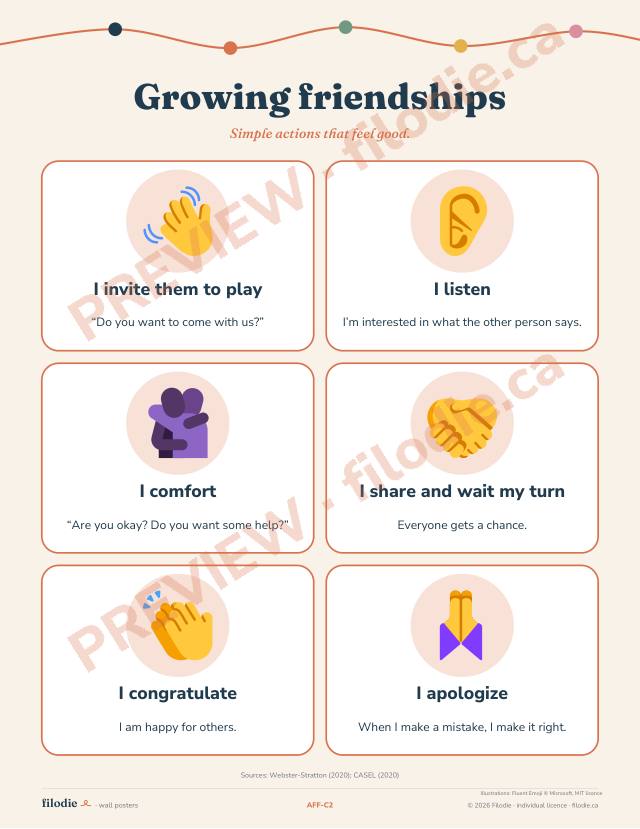 Growing friendships
Simple actions that feel good.
PREVIEW · filodie.ca
I invite them to play
“Do you want to come with us?”
I listen
I’m interested in what the other person says.
PREVIEW · filodie.ca
I comfort
“Are you okay? Do you want some help?”
I share and wait my turn
Everyone gets a chance.
I congratulate
I am happy for others.
I apologize
When I make a mistake, I make it right.
Sources: Webster-Stratton (2020); CASEL (2020)
Illustrations: Fluent Emoji © Microsoft, MIT licence
filodie · wall posters
AFF-C2
© 2026 Filodie · individual licence · filodie.ca